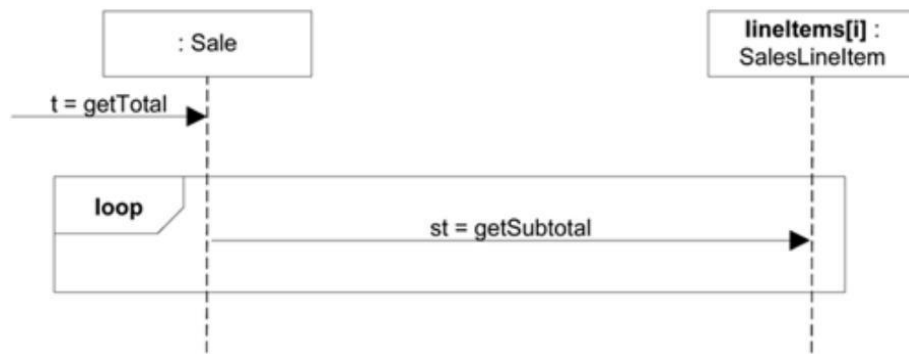 : Sale
lineItems[i] :
SalesLineItem
t = getTotal
loop
st = getSubtotal